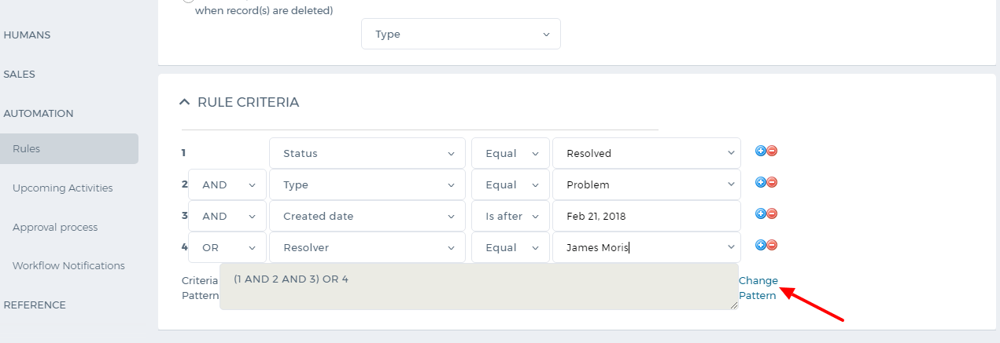 when record(s) are deleted)
Type
HUMANS
SALES
AUTOMATION
Rules
Upcoming Activities
Approval process
Workflow Notifications
REFERENCE
RULE CRITERIA
1 Status Equal Resolved
2 AND Type Equal Problem
3 AND Created date Is after Feb 21, 2018
4 OR Resolver Equal James Moris
Criteria
Pattern
(1 AND 2 AND 3) OR 4
Change
Pattern